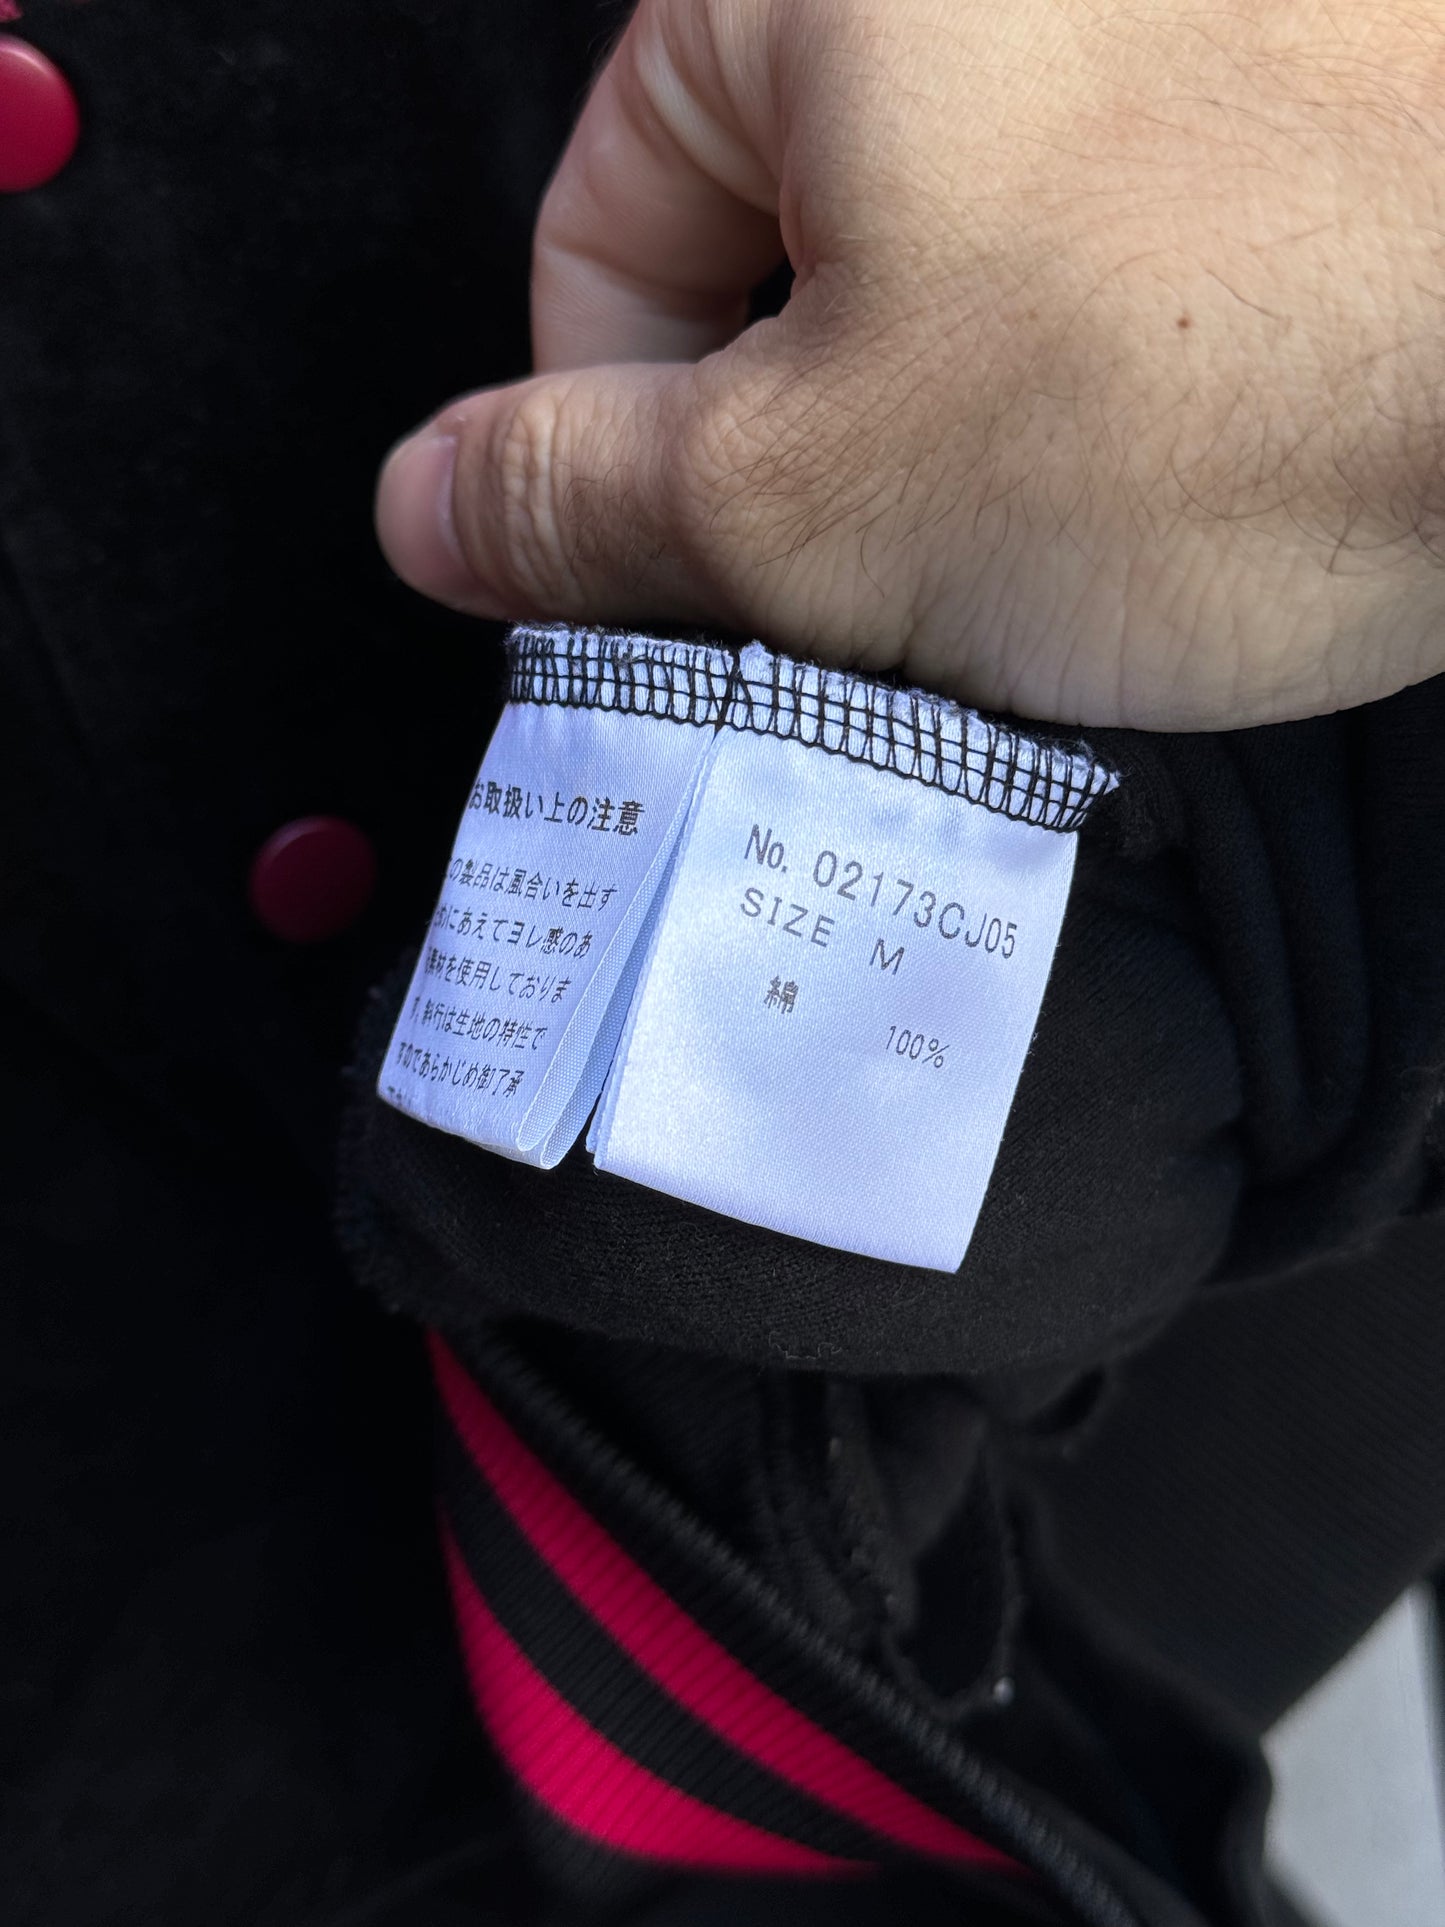 お取扱い上の注意
の製品は風合いを出す
にあえてヨレ感のあ
素材を使用しておりま
す。斜行は生地の特性で
すのであらかじめ御了承
No. 02173CJ05
SIZE M
綿
100%